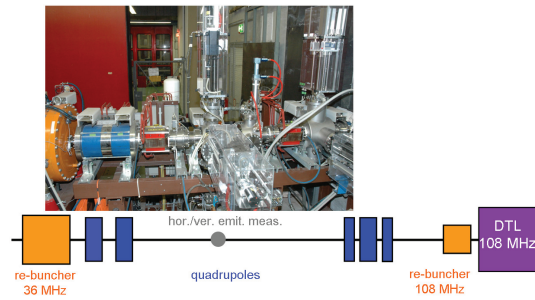 hor./ver. emit. meas.
DTL
108 MHz
re-buncher
36 MHz
quadrupoles
re-buncher
108 MHz